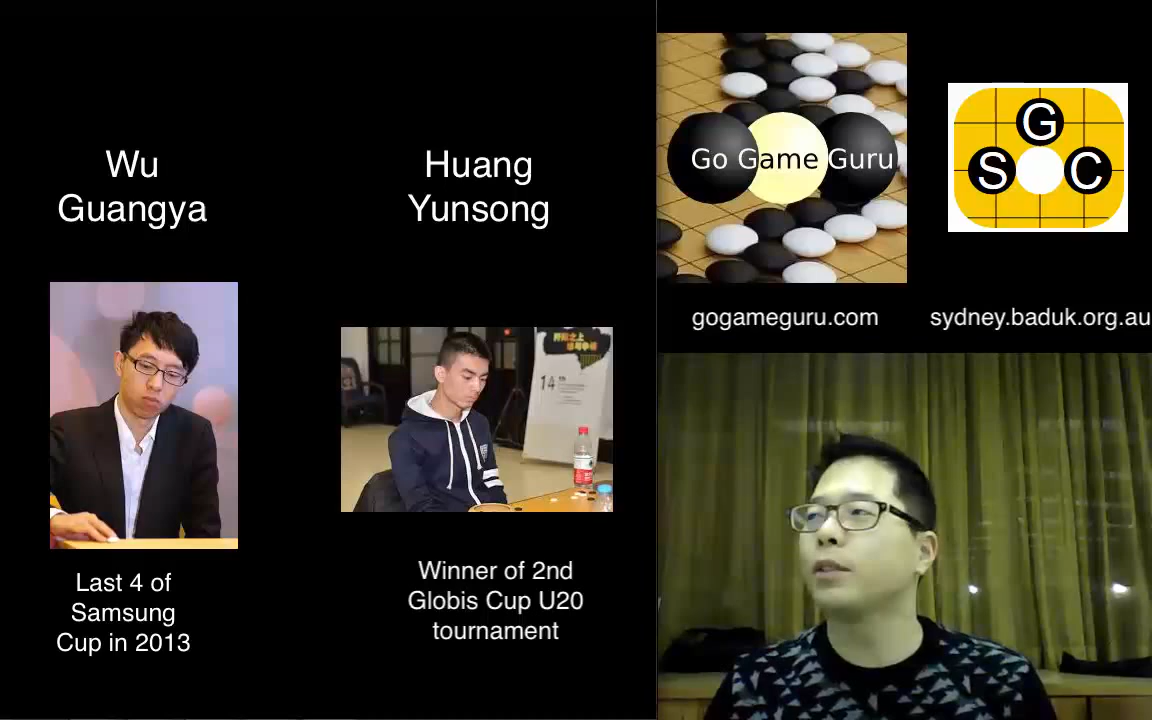 Wu
Guangya
Huang
Yunsong
Last 4 of
Samsung
Cup in 2013
14
Winner of 2nd
Globis Cup U20
tournament
Go Game Guru
G
S C
gogameguru.com
sydney.baduk.org.au